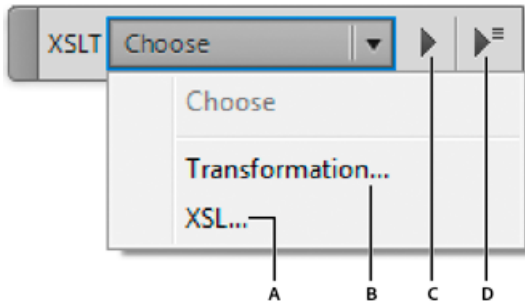 XSLT Choose
Choose
Transformation...
XSL...
A B C D